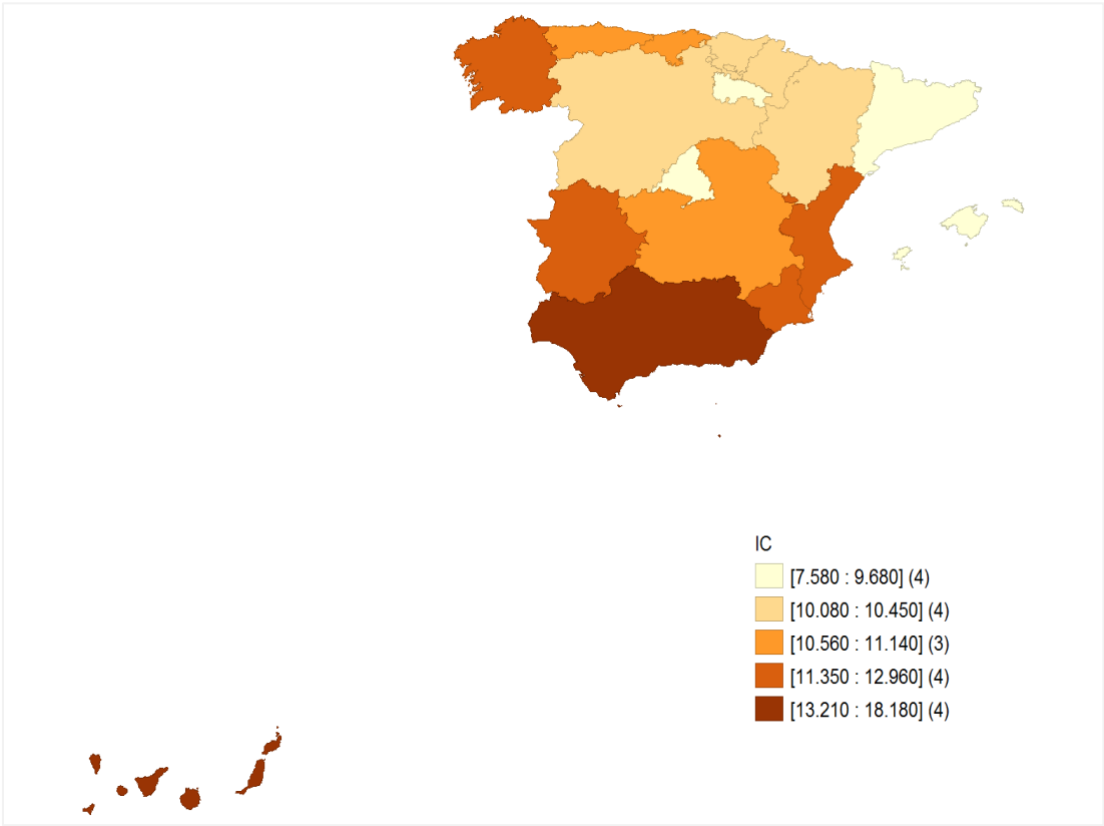 IC
[7.580 : 9.680] (4)
[10.080 : 10.450] (4)
[10.560 : 11.140] (3)
[11.350 : 12.960] (4)
[13.210 : 18.180] (4)